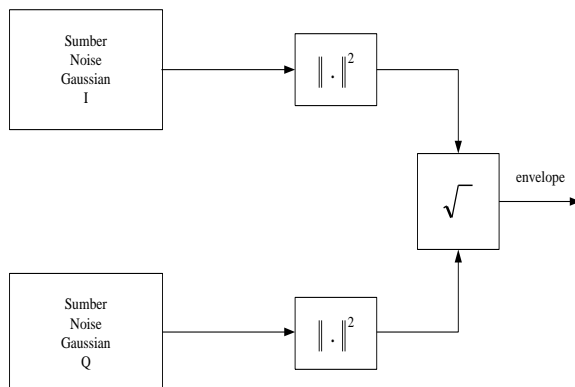 Sumber
Noise
Gaussian
I
‖ · ‖²
√
envelope
Sumber
Noise
Gaussian
Q
‖ · ‖²